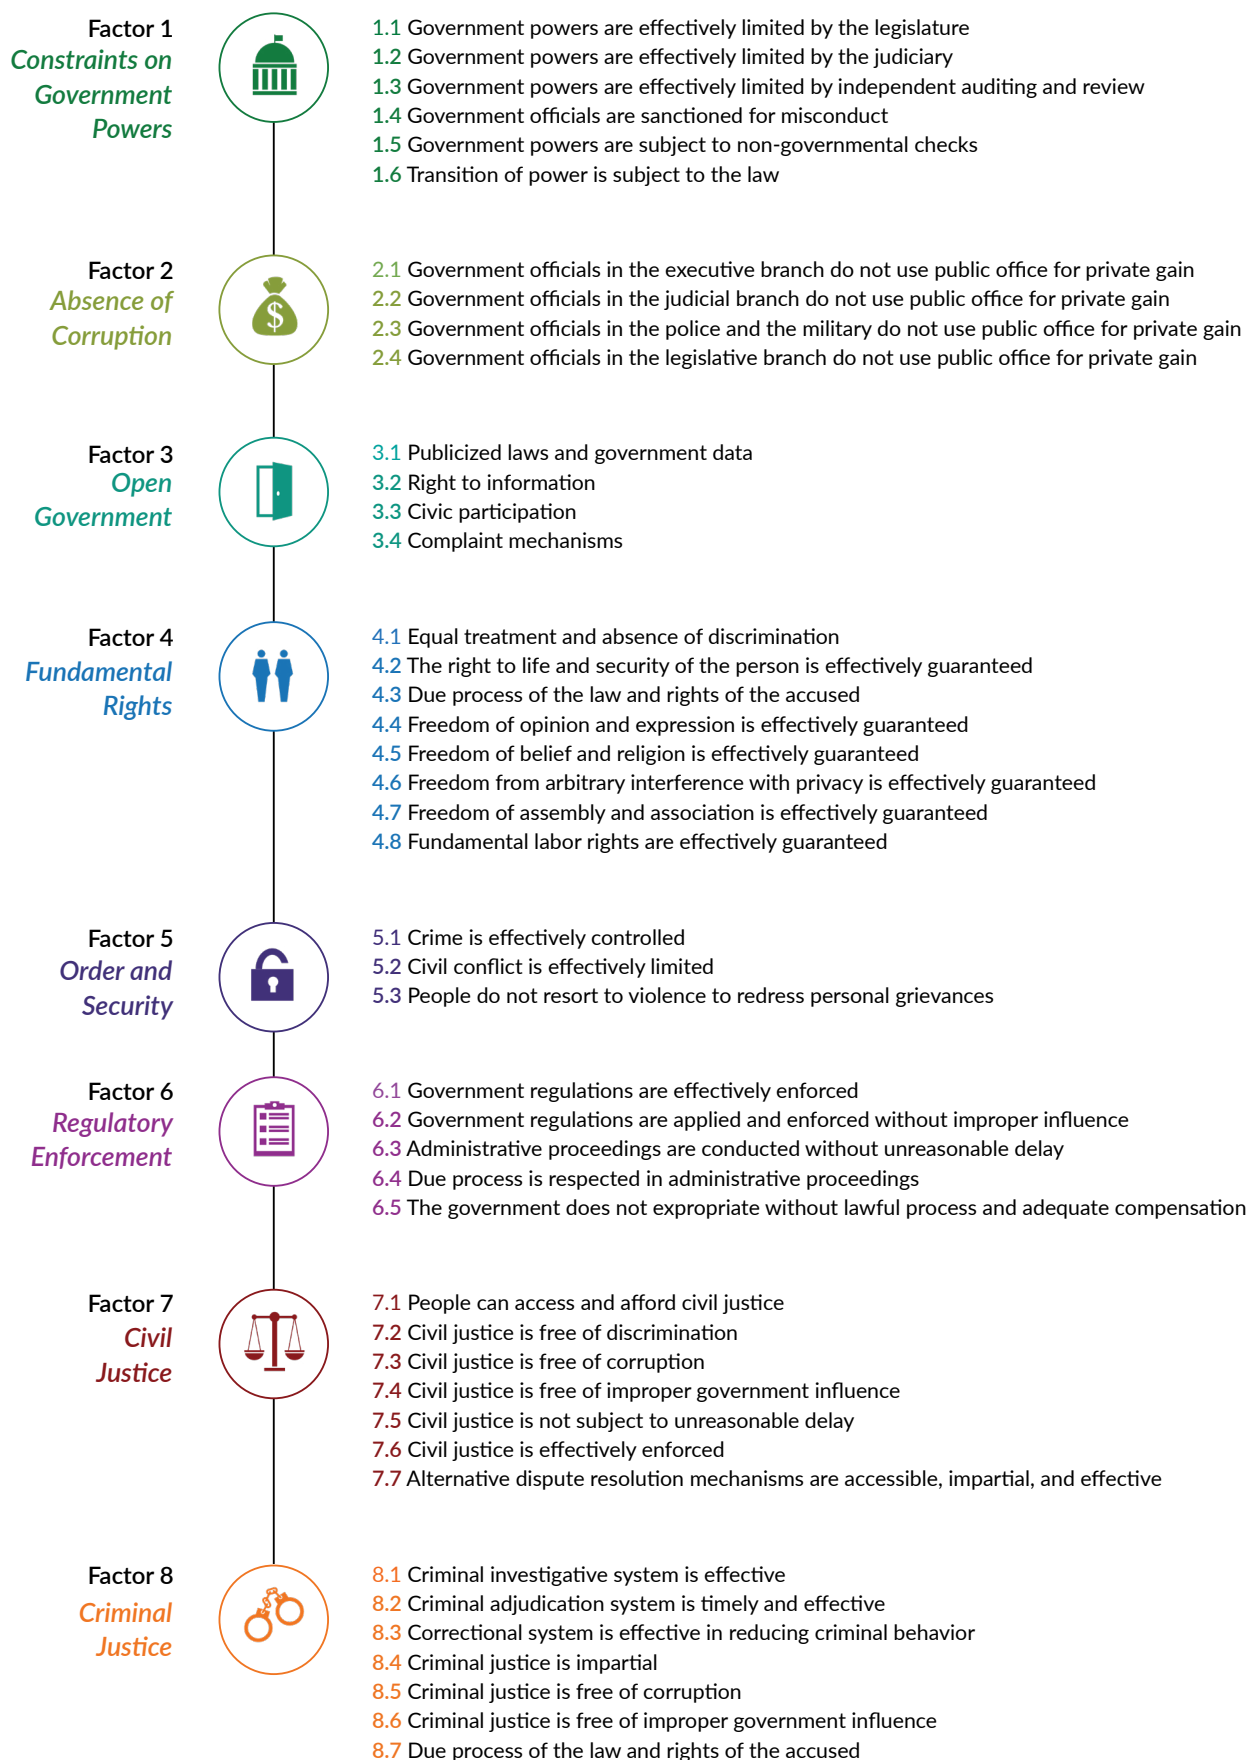 Factor 1
Constraints on
Government
Powers
1.1 Government powers are effectively limited by the legislature
1.2 Government powers are effectively limited by the judiciary
1.3 Government powers are effectively limited by independent auditing and review
1.4 Government officials are sanctioned for misconduct
1.5 Government powers are subject to non-governmental checks
1.6 Transition of power is subject to the law
Factor 2
Absence of
Corruption
$
2.1 Government officials in the executive branch do not use public office for private gain
2.2 Government officials in the judicial branch do not use public office for private gain
2.3 Government officials in the police and the military do not use public office for private gain
2.4 Government officials in the legislative branch do not use public office for private gain
Factor 3
Open
Government
3.1 Publicized laws and government data
3.2 Right to information
3.3 Civic participation
3.4 Complaint mechanisms
Factor 4
Fundamental
Rights
4.1 Equal treatment and absence of discrimination
4.2 The right to life and security of the person is effectively guaranteed
4.3 Due process of the law and rights of the accused
4.4 Freedom of opinion and expression is effectively guaranteed
4.5 Freedom of belief and religion is effectively guaranteed
4.6 Freedom from arbitrary interference with privacy is effectively guaranteed
4.7 Freedom of assembly and association is effectively guaranteed
4.8 Fundamental labor rights are effectively guaranteed
Factor 5
Order and
Security
5.1 Crime is effectively controlled
5.2 Civil conflict is effectively limited
5.3 People do not resort to violence to redress personal grievances
Factor 6
Regulatory
Enforcement
6.1 Government regulations are effectively enforced
6.2 Government regulations are applied and enforced without improper influence
6.3 Administrative proceedings are conducted without unreasonable delay
6.4 Due process is respected in administrative proceedings
6.5 The government does not expropriate without lawful process and adequate compensation
Factor 7
Civil
Justice
7.1 People can access and afford civil justice
7.2 Civil justice is free of discrimination
7.3 Civil justice is free of corruption
7.4 Civil justice is free of improper government influence
7.5 Civil justice is not subject to unreasonable delay
7.6 Civil justice is effectively enforced
7.7 Alternative dispute resolution mechanisms are accessible, impartial, and effective
Factor 8
Criminal
Justice
8.1 Criminal investigative system is effective
8.2 Criminal adjudication system is timely and effective
8.3 Correctional system is effective in reducing criminal behavior
8.4 Criminal justice is impartial
8.5 Criminal justice is free of corruption
8.6 Criminal justice is free of improper government influence
8.7 Due process of the law and rights of the accused